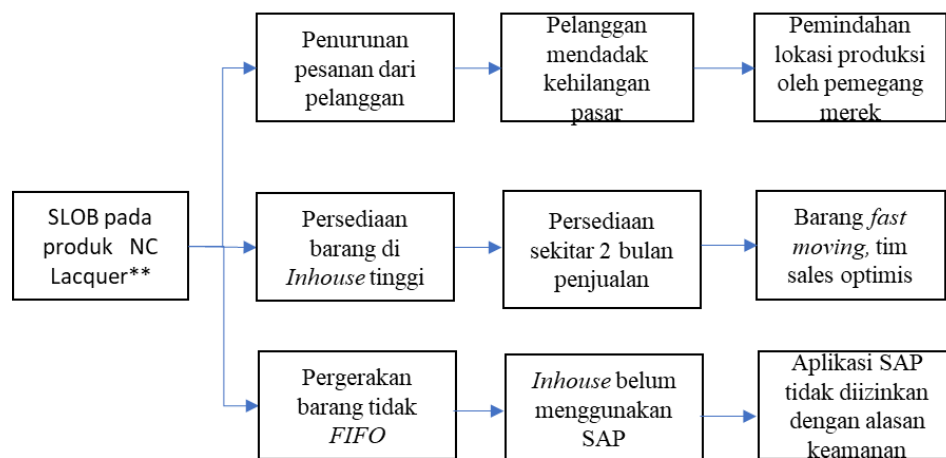 Penurunan
pesanan dari
pelanggan
Pelanggan
mendadak
kehilangan
pasar
Pemindahan
lokasi produksi
oleh pemegang
merek
SLOB pada
produk NC
Lacquer**
Persediaan
barang di
Inhouse tinggi
Persediaan
sekitar 2 bulan
penjualan
Barang fast
moving, tim
sales optimis
Pergerakan
barang tidak
FIFO
Inhouse belum
menggunakan
SAP
Aplikasi SAP
tidak diizinkan
dengan alasan
keamanan